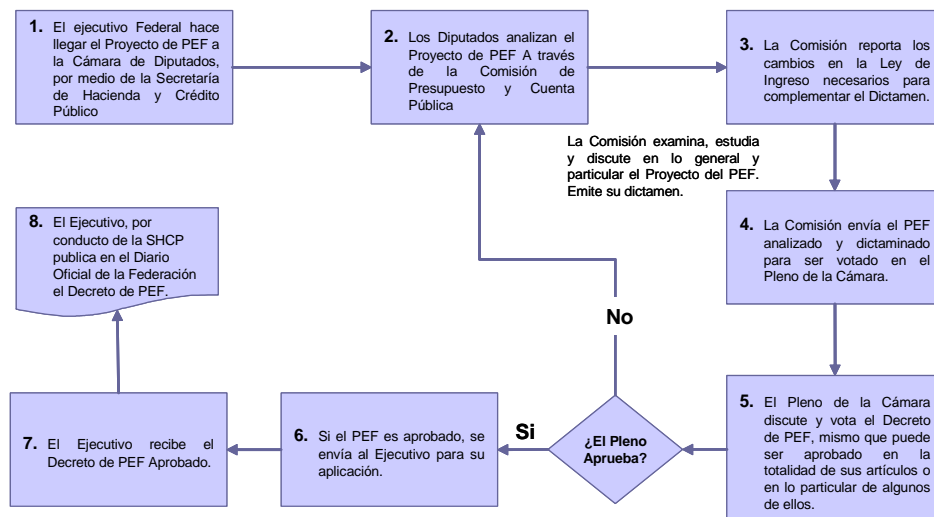 1. El ejecutivo Federal hace
llegar el Proyecto de PEF a
la Cámara de Diputados,
por medio de la Secretaría
de Hacienda y Crédito
Público
2. Los Diputados analizan el
Proyecto de PEF A través
de la Comisión de
Presupuesto y Cuenta
Pública
3. La Comisión reporta los
cambios en la Ley de
Ingreso necesarios para
complementar el Dictamen.
La Comisión examina, estudia
y discute en lo general y
particular el Proyecto del PEF.
Emite su dictamen.
4. La Comisión envía el PEF
analizado y dictaminado
para ser votado en el
Pleno de la Cámara.
5. El Pleno de la Cámara
discute y vota el Decreto
de PEF, mismo que puede
ser aprobado en la
totalidad de sus artículos o
en lo particular de algunos
de ellos.
¿El Pleno
Aprueba?
No
Si
6. Si el PEF es aprobado, se
envía al Ejecutivo para su
aplicación.
7. El Ejecutivo recibe el
Decreto de PEF Aprobado.
8. El Ejecutivo, por
conducto de la SHCP
publica en el Diario
Oficial de la Federación
el Decreto de PEF.